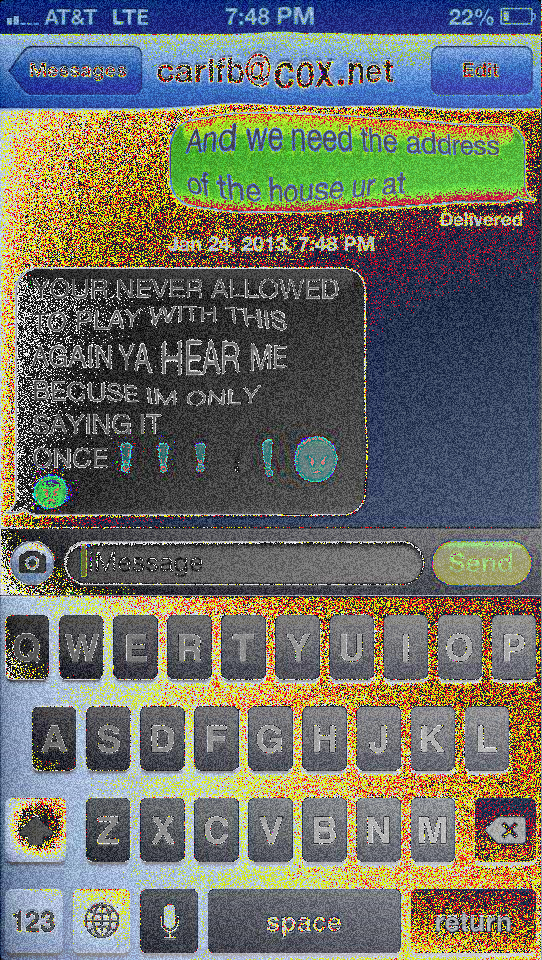 AT&T LTE 7:48 PM 22%
Messages carifb@cox.net Edit
And we need the address
of the house ur at
Delivered
Jan 24, 2013, 7:48 PM
YOUR NEVER ALLOWED
TO PLAY WITH THIS
AGAIN YA HEAR ME
BECUSE IM ONLY
SAYING IT
ONCE ! ! ! ! !
Message Send
Q W E R T Y U I O P
A S D F G H J K L
Z X C V B N M
123 space return